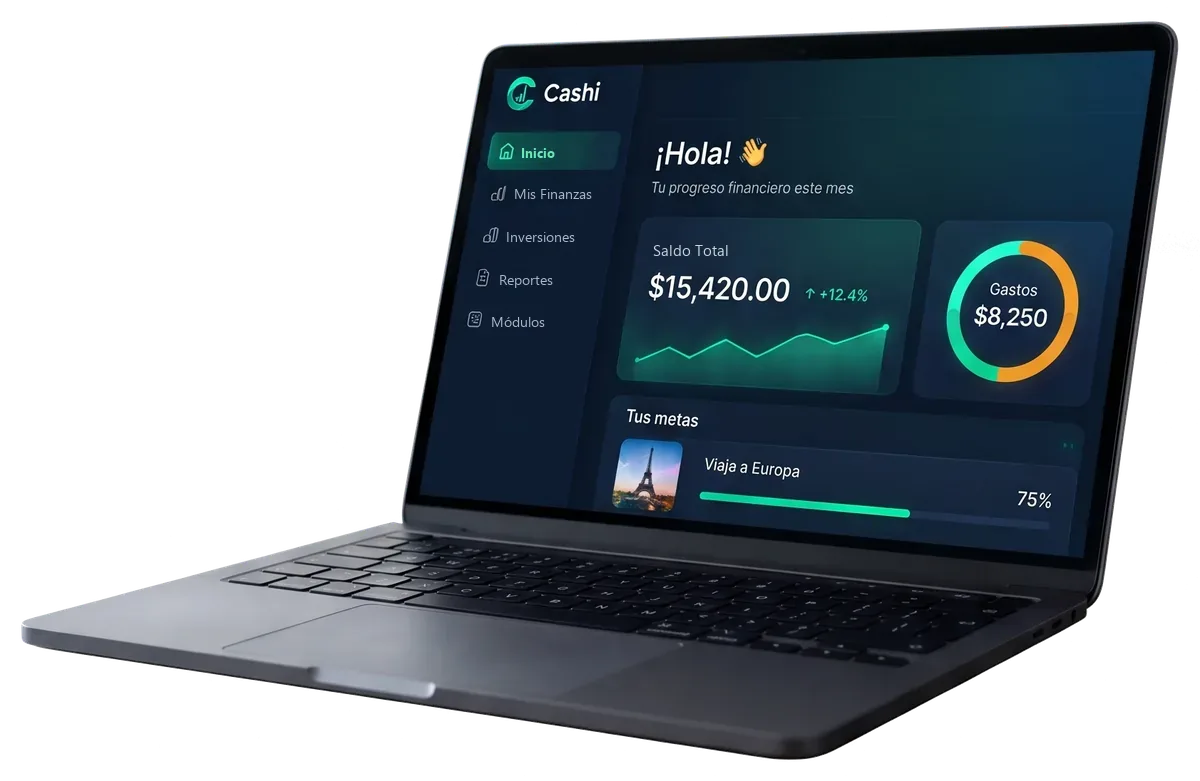 Cashi
Inicio
Mis Finanzas
Inversiones
Reportes
Módulos
¡Hola! 👋
Tu progreso financiero este mes
Saldo Total
$15,420.00 ↑ +12.4%
Gastos
$8,250
Tus metas
Viaja a Europa
75%